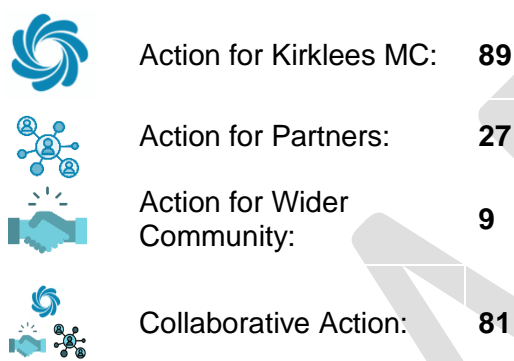 Action for Kirklees MC: 89
Action for Partners: 27
Action for Wider
Community: 9
Collaborative Action: 81